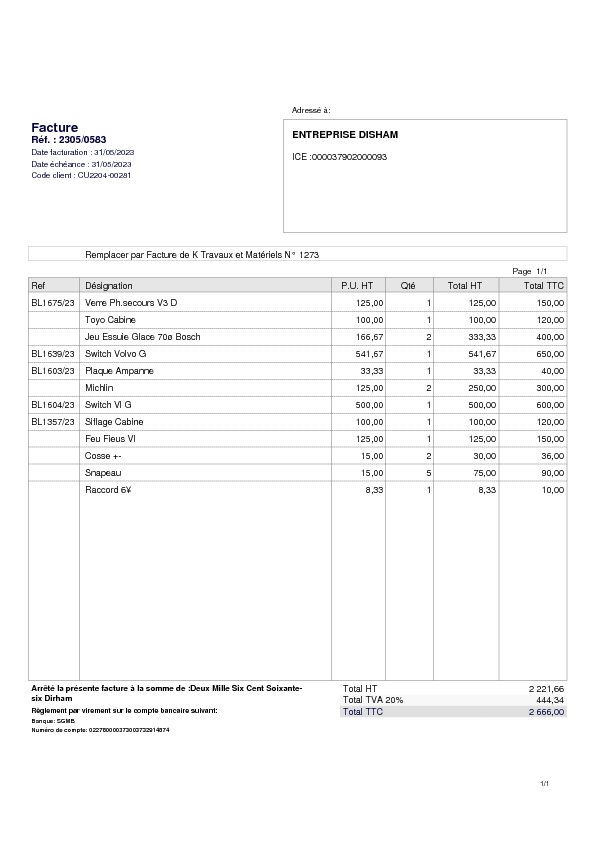 Adressé à:
Facture
Réf. : 2305/0583
Date facturation : 31/05/2023
Date échéance : 31/05/2023
Code client : CU2204-00281
ENTREPRISE DISHAM
ICE :000037902000093
Remplacer par Facture de K Travaux et Matériels N° 1273
Page 1/1
Ref Désignation P.U. HT Qté Total HT Total TTC
BL1675/23 Verre Ph.secours V3 D 125,00 1 125,00 150,00
Toyo Cabine 100,00 1 100,00 120,00
Jeu Essuie Glace 70ø Bosch 166,67 2 333,33 400,00
BL1639/23 Switch Volvo G 541,67 1 541,67 650,00
BL1603/23 Plaque Ampanne 33,33 1 33,33 40,00
Michlin 125,00 2 250,00 300,00
BL1604/23 Switch Vl G 500,00 1 500,00 600,00
BL1357/23 Siflage Cabine 100,00 1 100,00 120,00
Feu Fleus Vl 125,00 1 125,00 150,00
Cosse +- 15,00 2 30,00 36,00
Snapeau 15,00 5 75,00 90,00
Raccord 6¥ 8,33 1 8,33 10,00
Arrêté la présente facture à la somme de :Deux Mille Six Cent Soixante-
six Dirham
Règlement par virement sur le compte bancaire suivant:
Banque: SGMB
Numéro de compte:
Total HT 2 221,66
Total TVA 20% 444,34
Total TTC 2 666,00
1/1